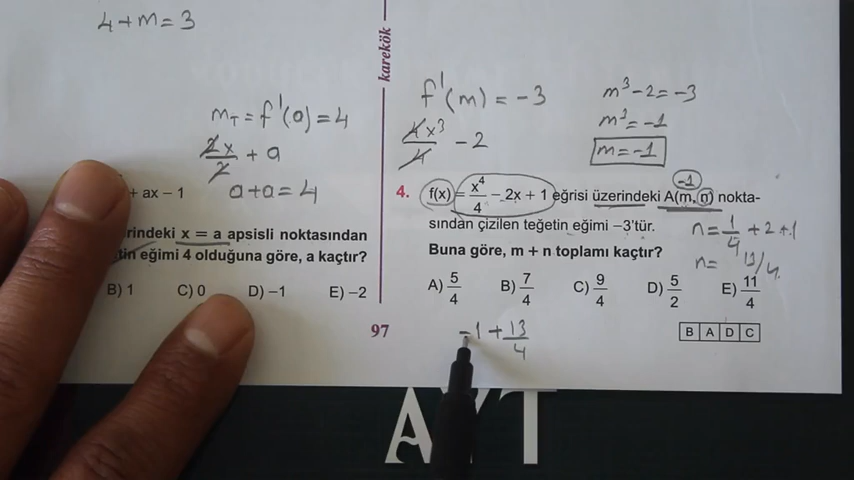 4 + m = 3
m_T = f'(a) = 4
2x/2 + a
a + a = 4
+ ax − 1
rindeki x = a apsisli noktasından
tin eğimi 4 olduğuna göre, a kaçtır?
B) 1 C) 0 D) −1 E) −2
97
karekök
f'(m) = −3
4x³/4 − 2
m³ − 2 = −3
m³ = −1
m = −1
−1
4. f(x) = x⁴/4 − 2x + 1 eğrisi üzerindeki A(m, n) nokta-
sından çizilen teğetin eğimi −3'tür.
Buna göre, m + n toplamı kaçtır?
n = 1/4 + 2 + 1
n = 13/4
A) 5/4 B) 7/4 C) 9/4 D) 5/2 E) 11/4
−1 + 13/4
B A D C
AYT